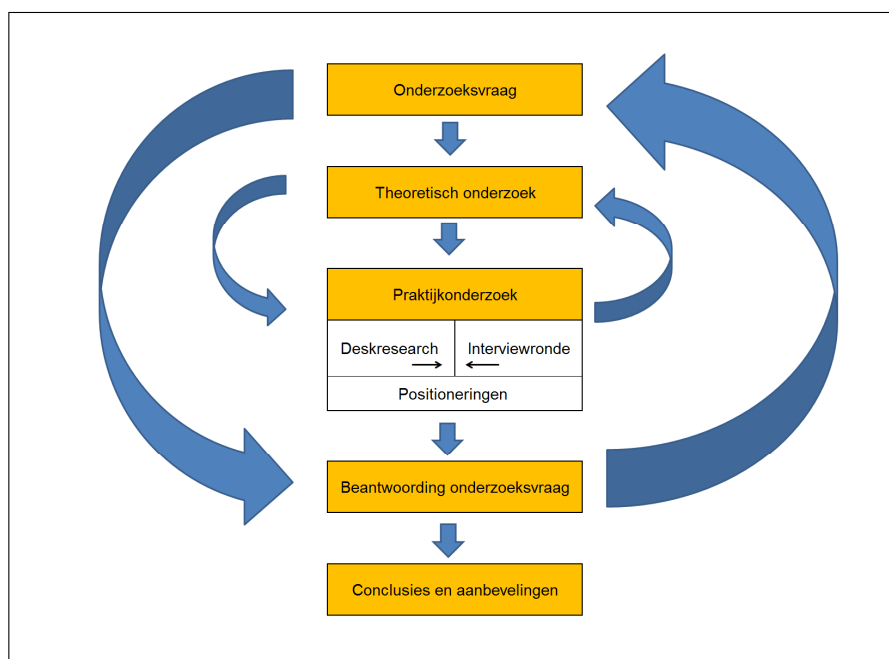 Onderzoeksvraag
Theoretisch onderzoek
Praktijkonderzoek
Deskresearch
Interviewronde
Positioneringen
Beantwoording onderzoeksvraag
Conclusies en aanbevelingen